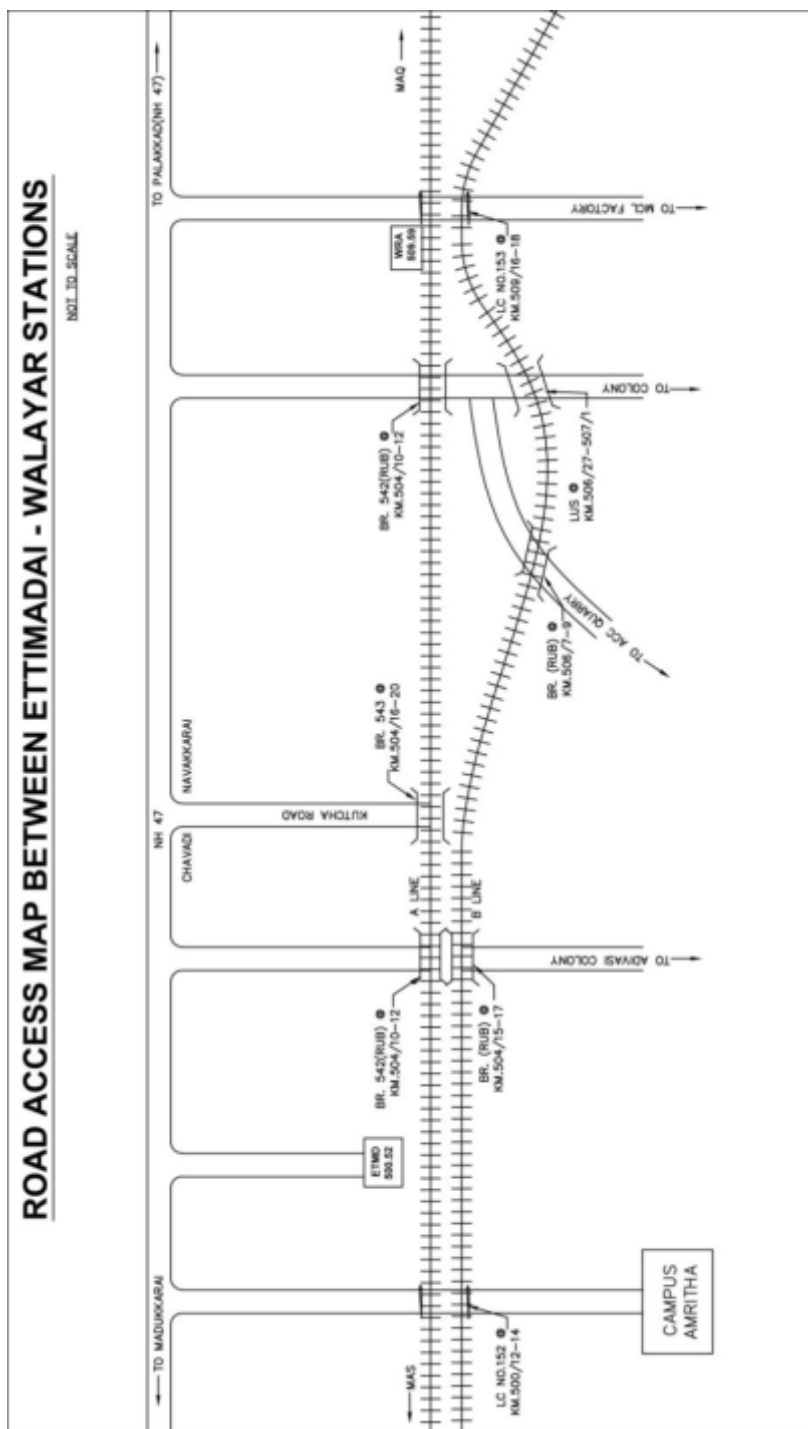 ROAD ACCESS MAP BETWEEN ETTIMADAI - WALAYAR STATIONS
NOT TO SCALE
TO MADUKKARAI
NH 47
TO PALAKKAD(NH 47)
CHAVADI
NAVAKKARAI
KUTCHA ROAD
ETMD
500.52
WRA
509.59
BR. 542(RUB) @
KM.504/10-12
BR. 543 @
KM.504/16-20
BR. 542(RUB) @
KM.504/10-12
MAS
A LINE
B LINE
MAQ
LC NO.152 @
KM.500/12-14
BR. (RUB) @
KM.504/15-17
BR. (RUB) @
KM.506/7-9
LUS @
KM.506/27-507/1
LC NO.153 @
KM.509/16-18
CAMPUS
AMRITHA
TO ADIVASI COLONY
TO ACC QUARRY
TO COLONY
TO MCL FACTORY